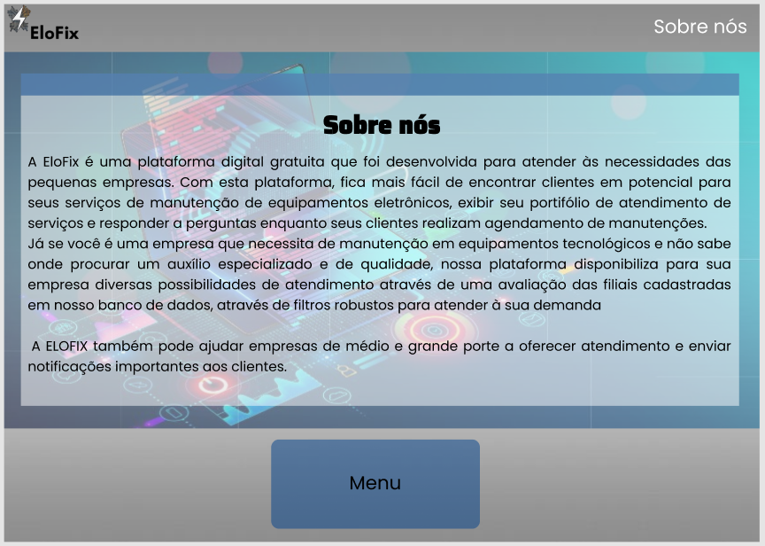 EloFix
Sobre nós
Sobre nós
A EloFix é uma plataforma digital gratuita que foi desenvolvida para atender às necessidades das
pequenas empresas. Com esta plataforma, fica mais fácil de encontrar clientes em potencial para
seus serviços de manutenção de equipamentos eletrônicos, exibir seu portifólio de atendimento de
serviços e responder a perguntas enquanto seus clientes realizam agendamento de manutenções.
Já se você é uma empresa que necessita de manutenção em equipamentos tecnológicos e não sabe
onde procurar um auxílio especializado e de qualidade, nossa plataforma disponibiliza para sua
empresa diversas possibilidades de atendimento através de uma avaliação das filiais cadastradas
em nosso banco de dados, através de filtros robustos para atender à sua demanda
A ELOFIX também pode ajudar empresas de médio e grande porte a oferecer atendimento e enviar
notificações importantes aos clientes.
Menu